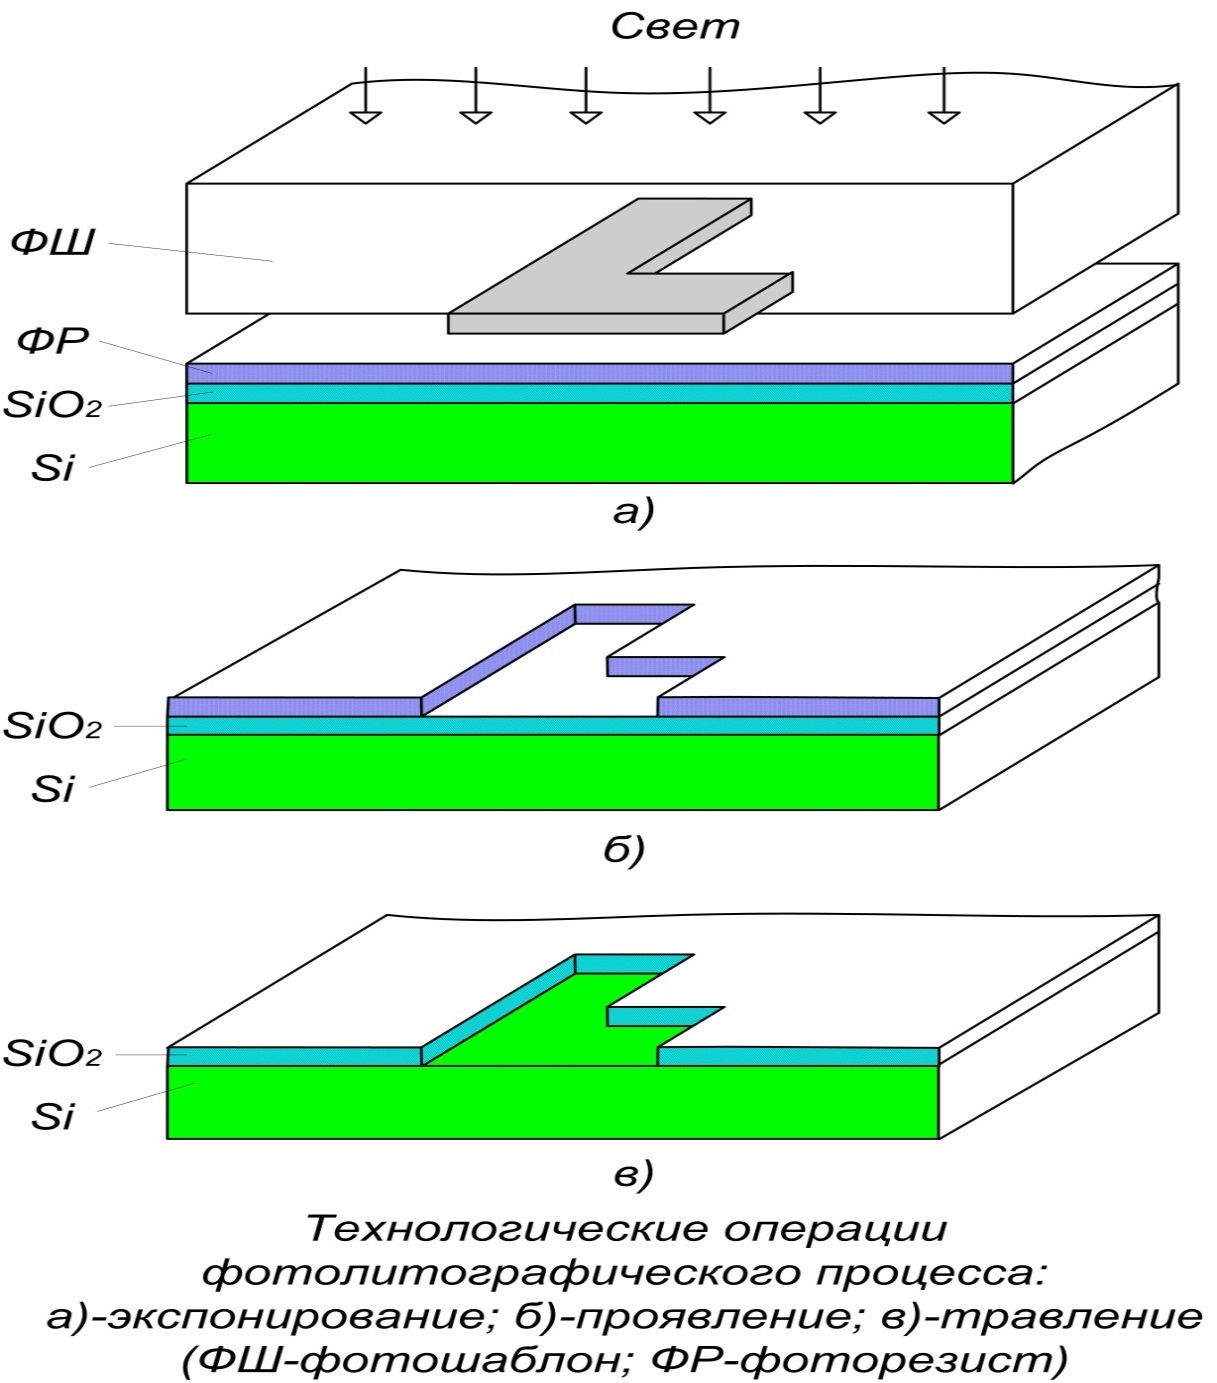 Свет
ФШ
ФР
SiO2
Si
а)
SiO2
Si
б)
SiO2
Si
в)
Технологические операции
фотолитографического процесса:
а)-экспонирование; б)-проявление; в)-травление
(ФШ-фотошаблон; ФР-фоторезист)